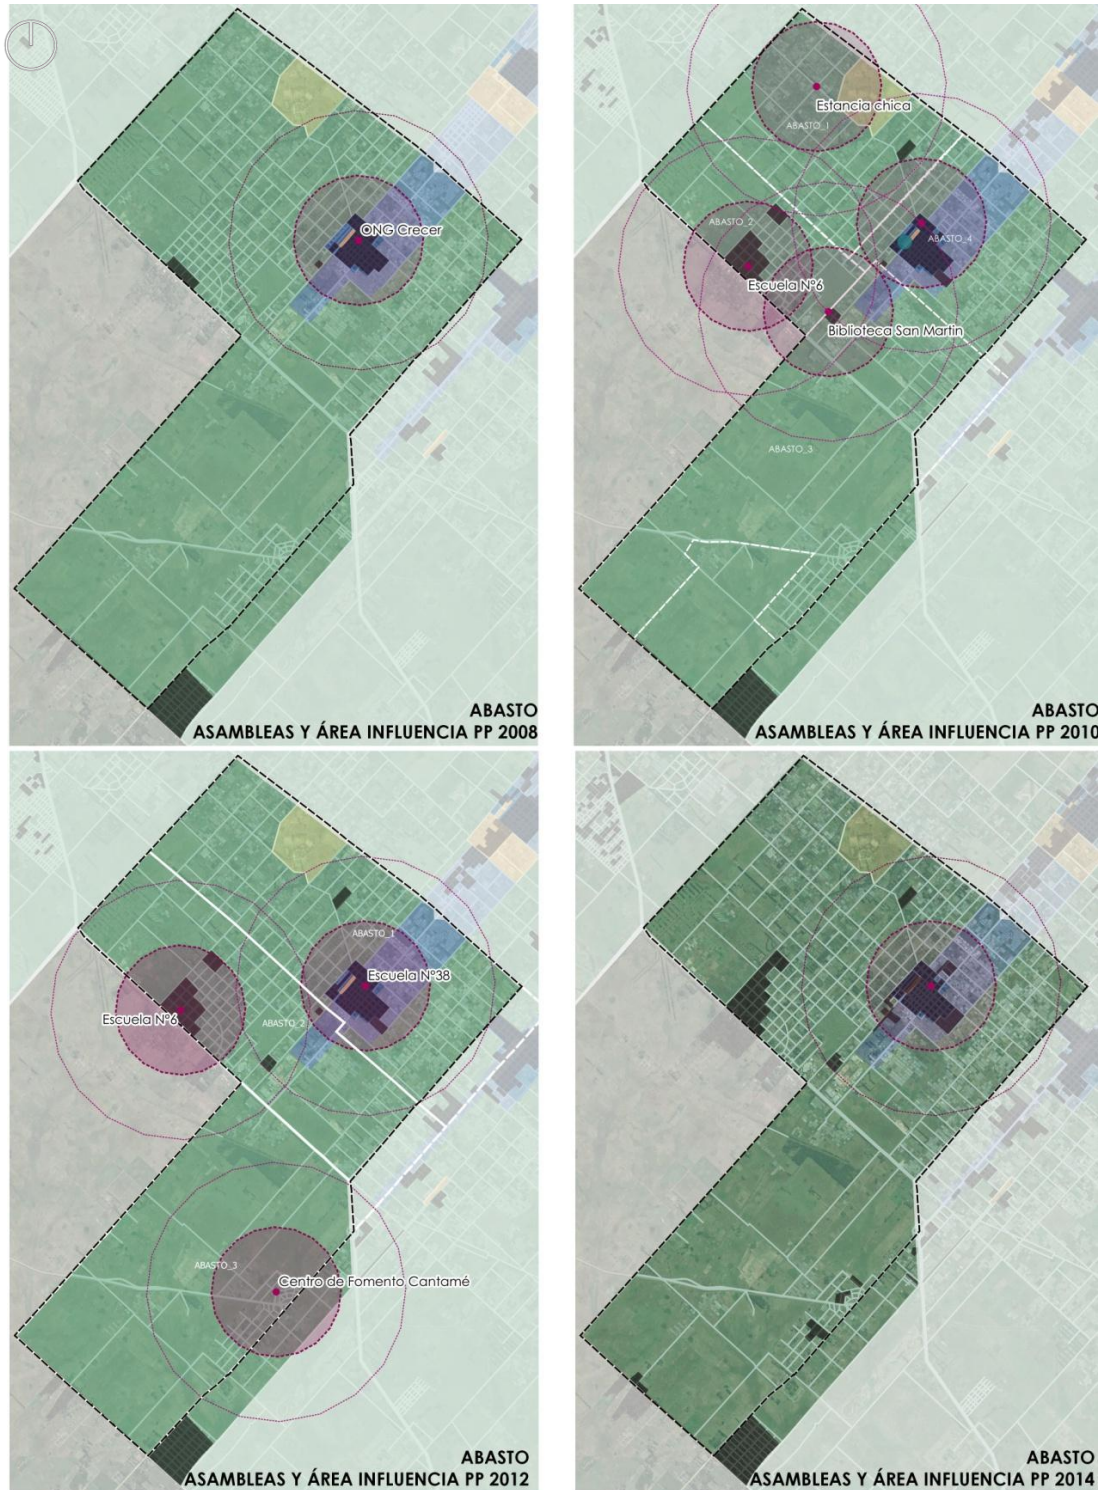 ONG Crecer
ABASTO
ASAMBLEAS Y ÁREA INFLUENCIA PP 2008
Estancia chica
ABASTO_1
ABASTO_2
ABASTO_4
Escuela N°6
Biblioteca San Martin
ABASTO_3
ABASTO
ASAMBLEAS Y ÁREA INFLUENCIA PP 2010
ABASTO_1
Escuela N°38
Escuela N°6
ABASTO_2
ABASTO_3
Centro de Fomento Cantamé
ABASTO
ASAMBLEAS Y ÁREA INFLUENCIA PP 2012
ABASTO
ASAMBLEAS Y ÁREA INFLUENCIA PP 2014